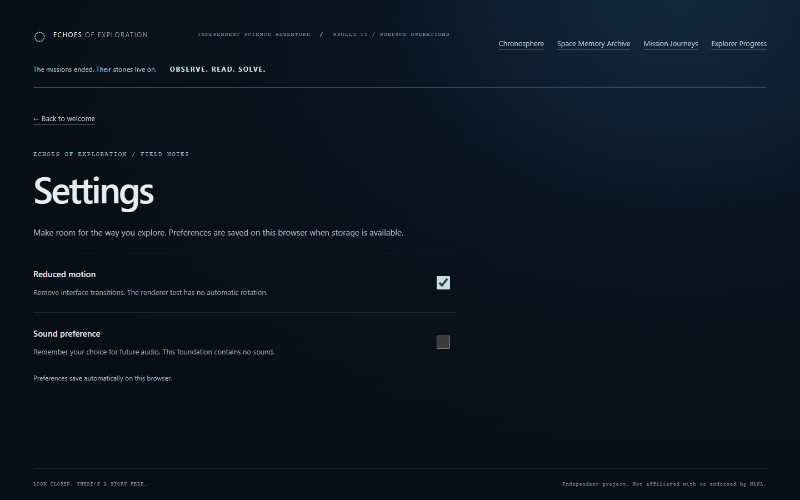 ECHOES OF EXPLORATION
INDEPENDENT SCIENCE ADVENTURE / APOLLO 11 / SURFACE OPERATIONS
Chronosphere
Space Memory Archive
Mission Journeys
Explorer Progress
The missions ended. Their stories live on. OBSERVE. READ. SOLVE.
← Back to welcome
ECHOES OF EXPLORATION / FIELD NOTES
Settings
Make room for the way you explore. Preferences are saved on this browser when storage is available.
Reduced motion
Remove interface transitions. The renderer test has no automatic rotation.
Sound preference
Remember your choice for future audio. This foundation contains no sound.
Preferences save automatically on this browser.
LOOK CLOSER. THERE'S A STORY HERE.
Independent project. Not affiliated with or endorsed by NASA.